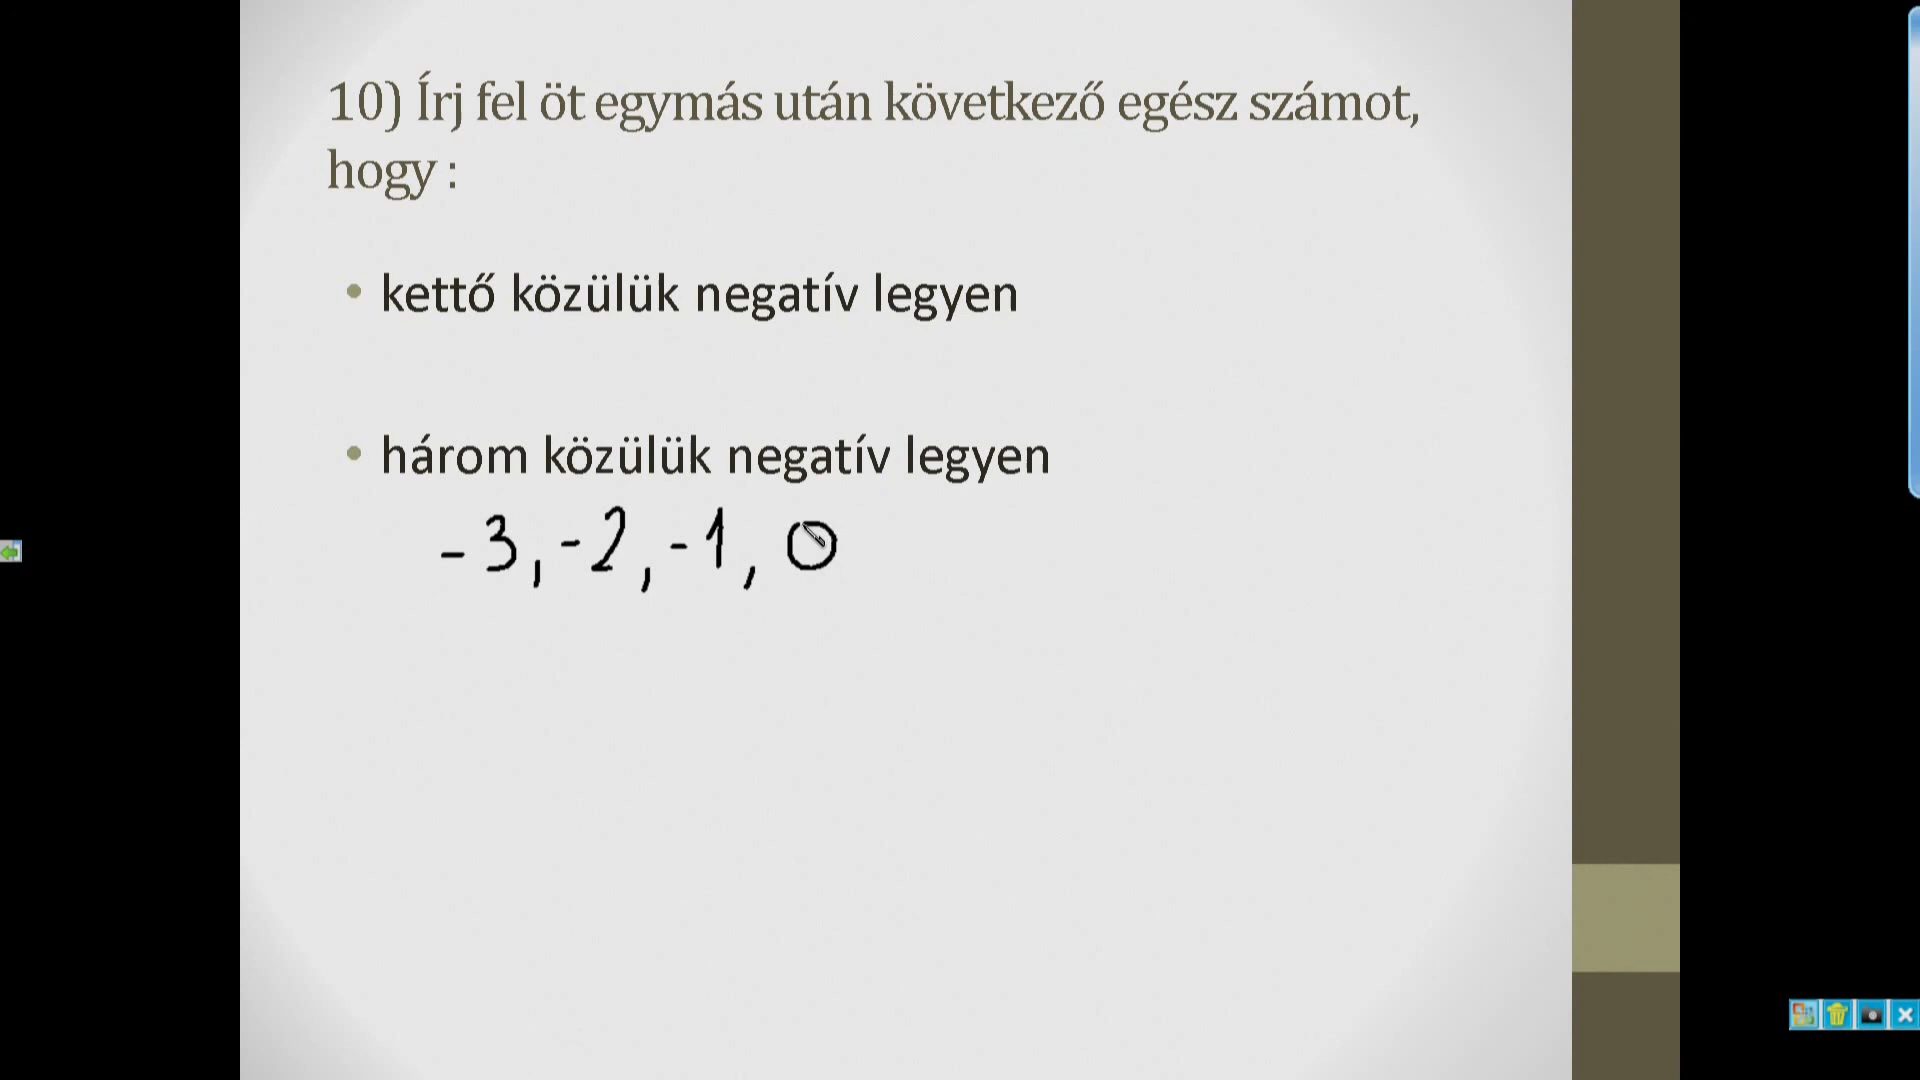 10) Írj fel öt egymás után következő egész számot,
hogy :
• kettő közülük negatív legyen
• három közülük negatív legyen
-3, -2, -1, 0